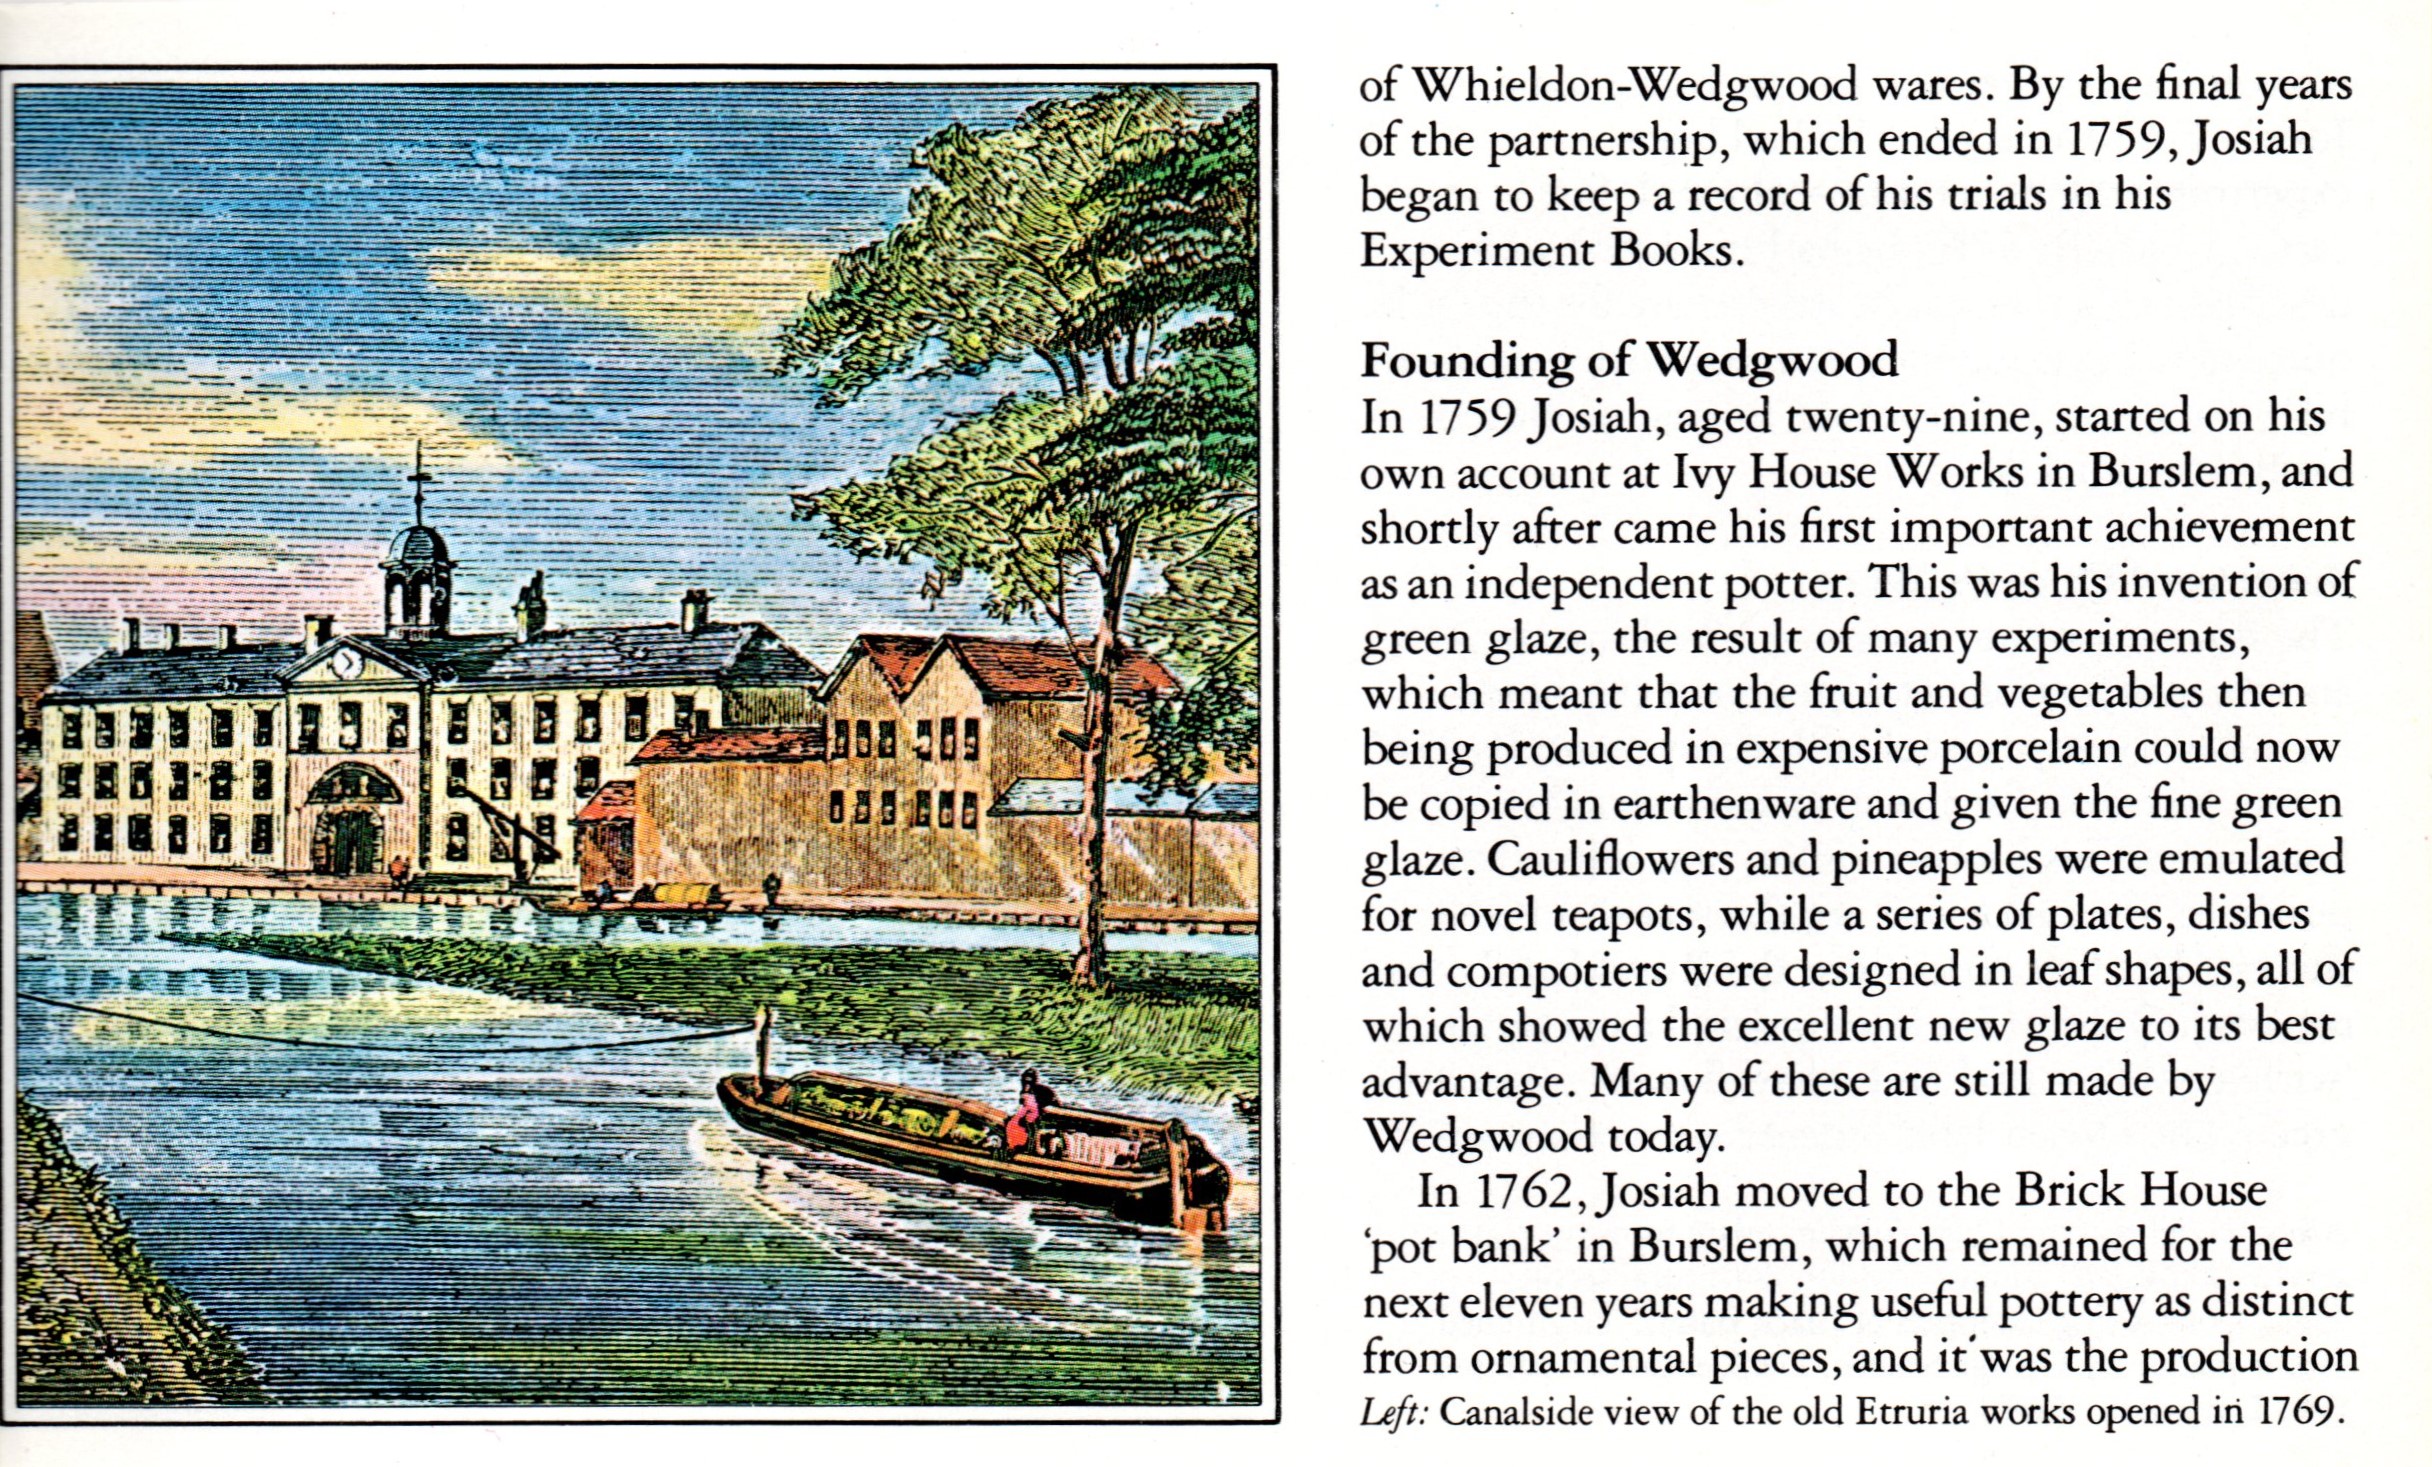 of Whieldon-Wedgwood wares. By the final years
of the partnership, which ended in 1759, Josiah
began to keep a record of his trials in his
Experiment Books.
Founding of Wedgwood
In 1759 Josiah, aged twenty-nine, started on his
own account at Ivy House Works in Burslem, and
shortly after came his first important achievement
as an independent potter. This was his invention of
green glaze, the result of many experiments,
which meant that the fruit and vegetables then
being produced in expensive porcelain could now
be copied in earthenware and given the fine green
glaze. Cauliflowers and pineapples were emulated
for novel teapots, while a series of plates, dishes
and compotiers were designed in leaf shapes, all of
which showed the excellent new glaze to its best
advantage. Many of these are still made by
Wedgwood today.
In 1762, Josiah moved to the Brick House
‘pot bank’ in Burslem, which remained for the
next eleven years making useful pottery as distinct
from ornamental pieces, and it was the production
Left: Canalside view of the old Etruria works opened in 1769.